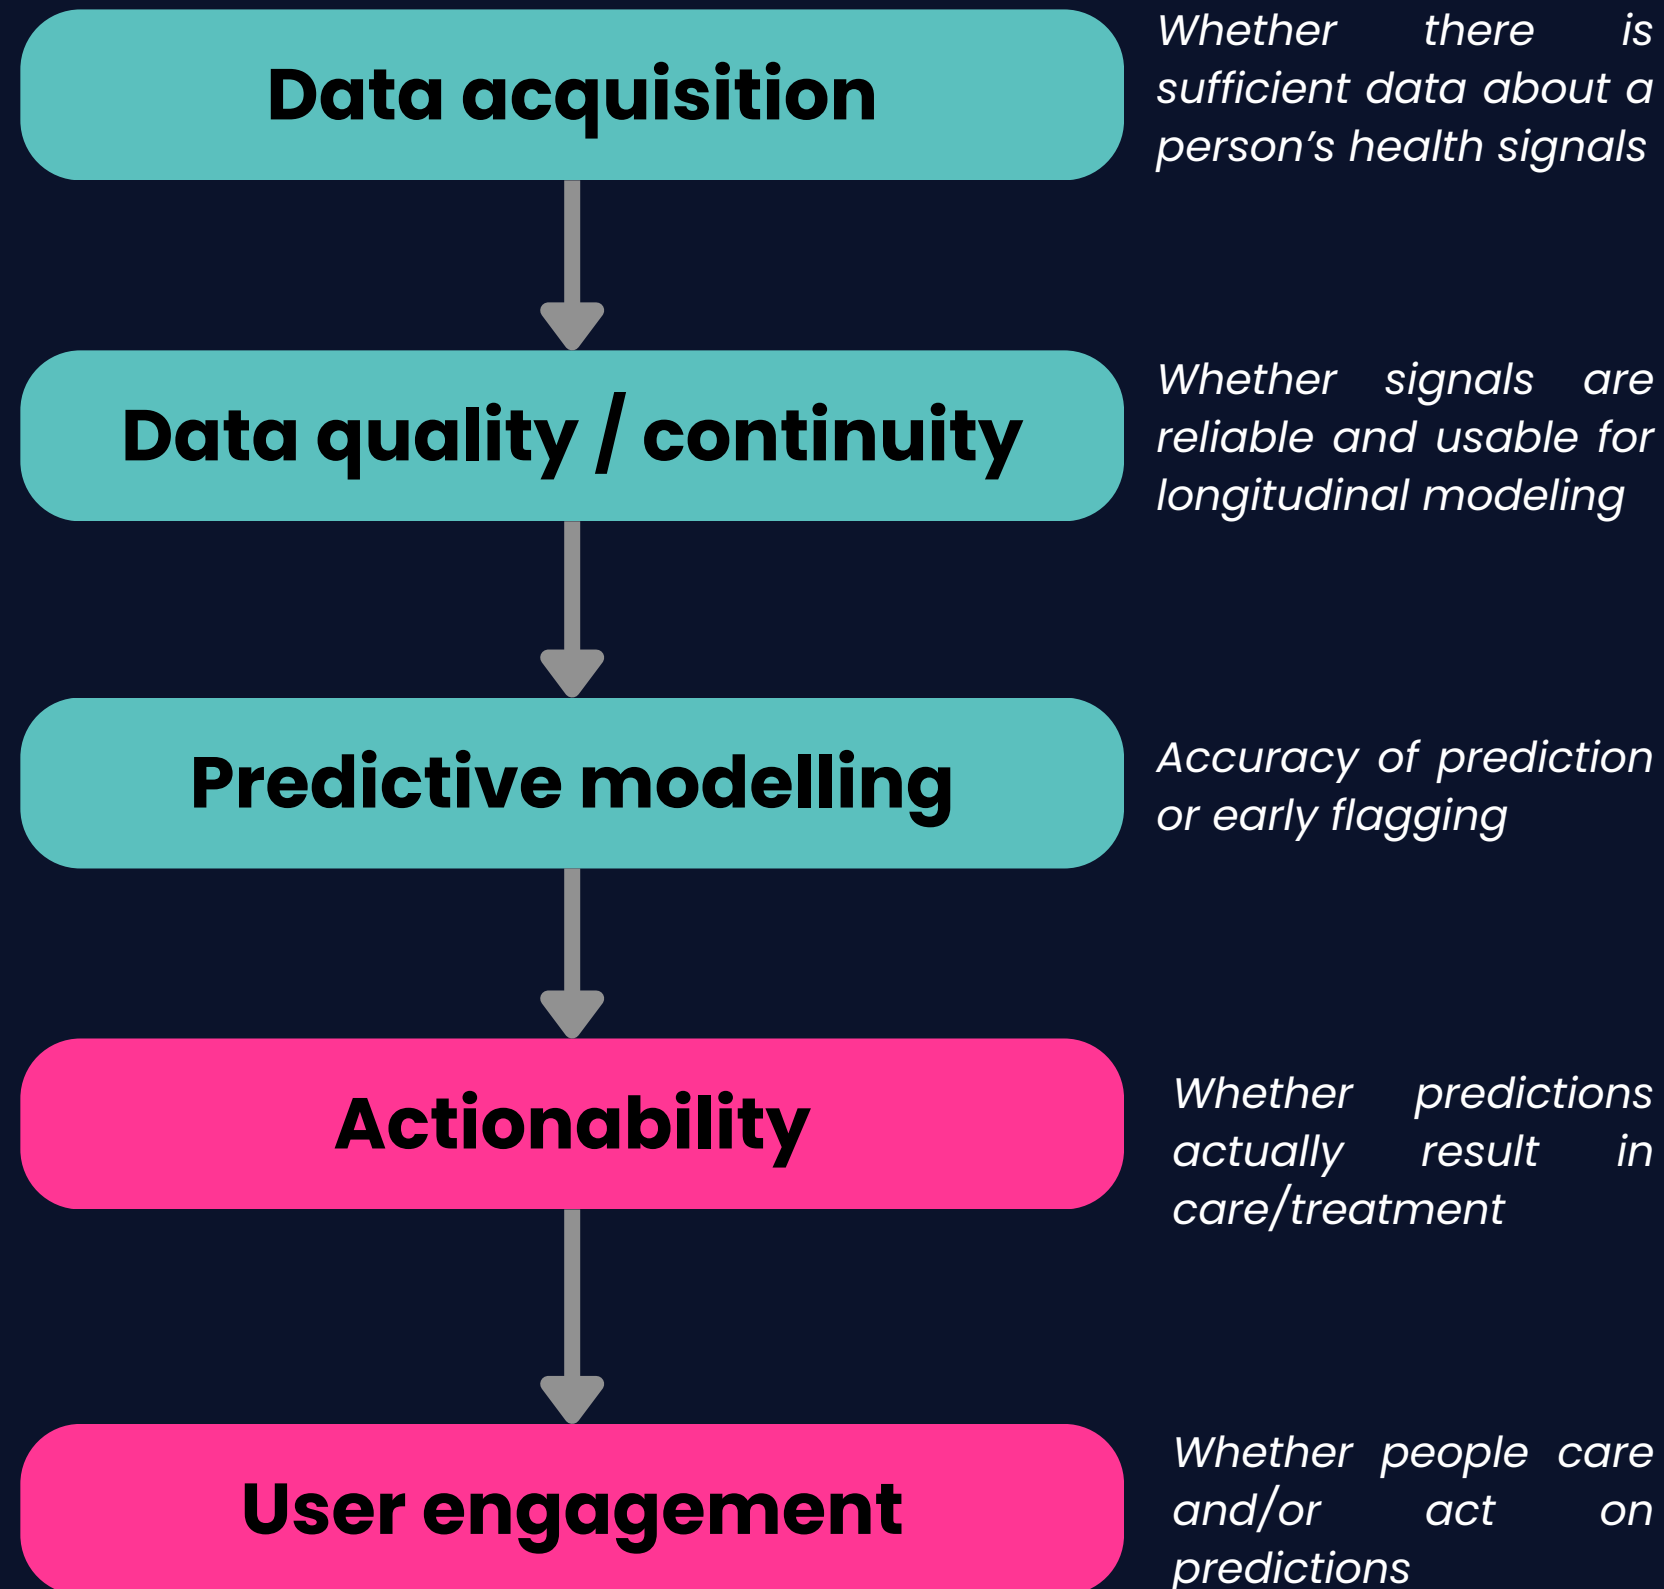 Data acquisition
Whether there is
sufficient data about a
person's health signals
Data quality / continuity
Whether signals are
reliable and usable for
longitudinal modeling
Predictive modelling
Accuracy of prediction
or early flagging
Actionability
Whether predictions
actually result in
care/treatment
User engagement
Whether people care
and/or act on
predictions